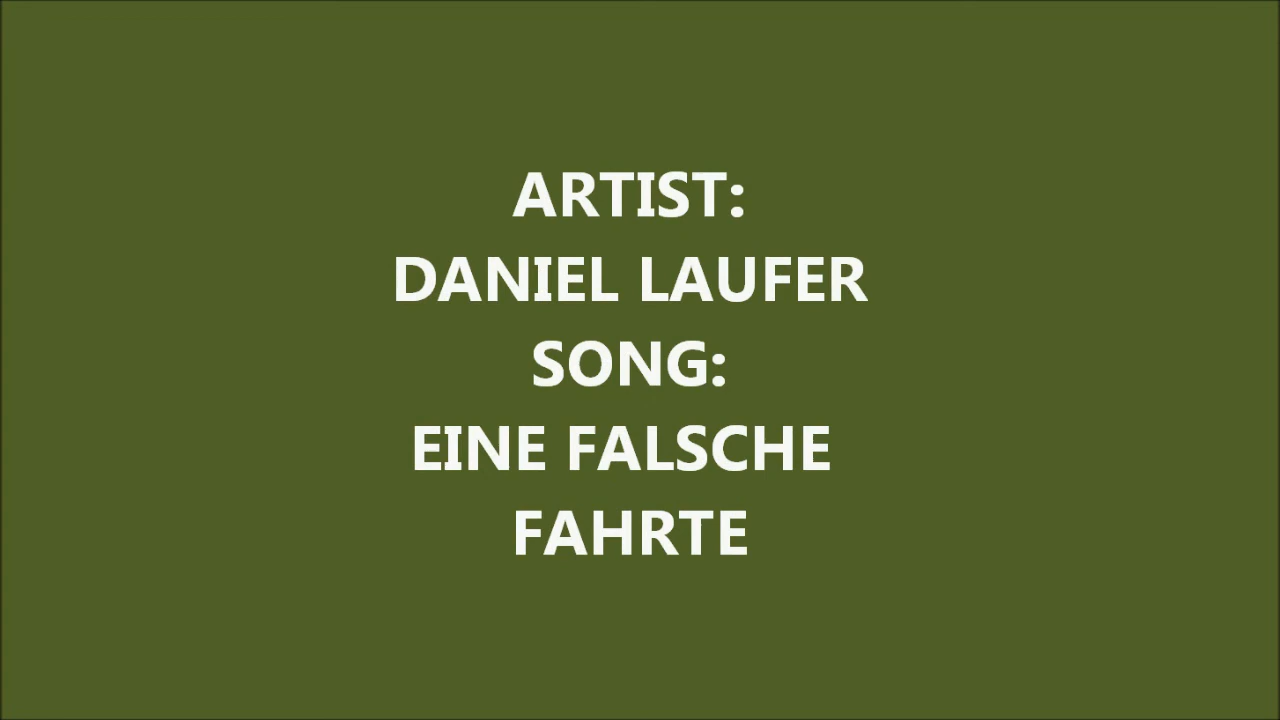 ARTIST:
DANIEL LAUFER
SONG:
EINE FALSCHE
FAHRTE